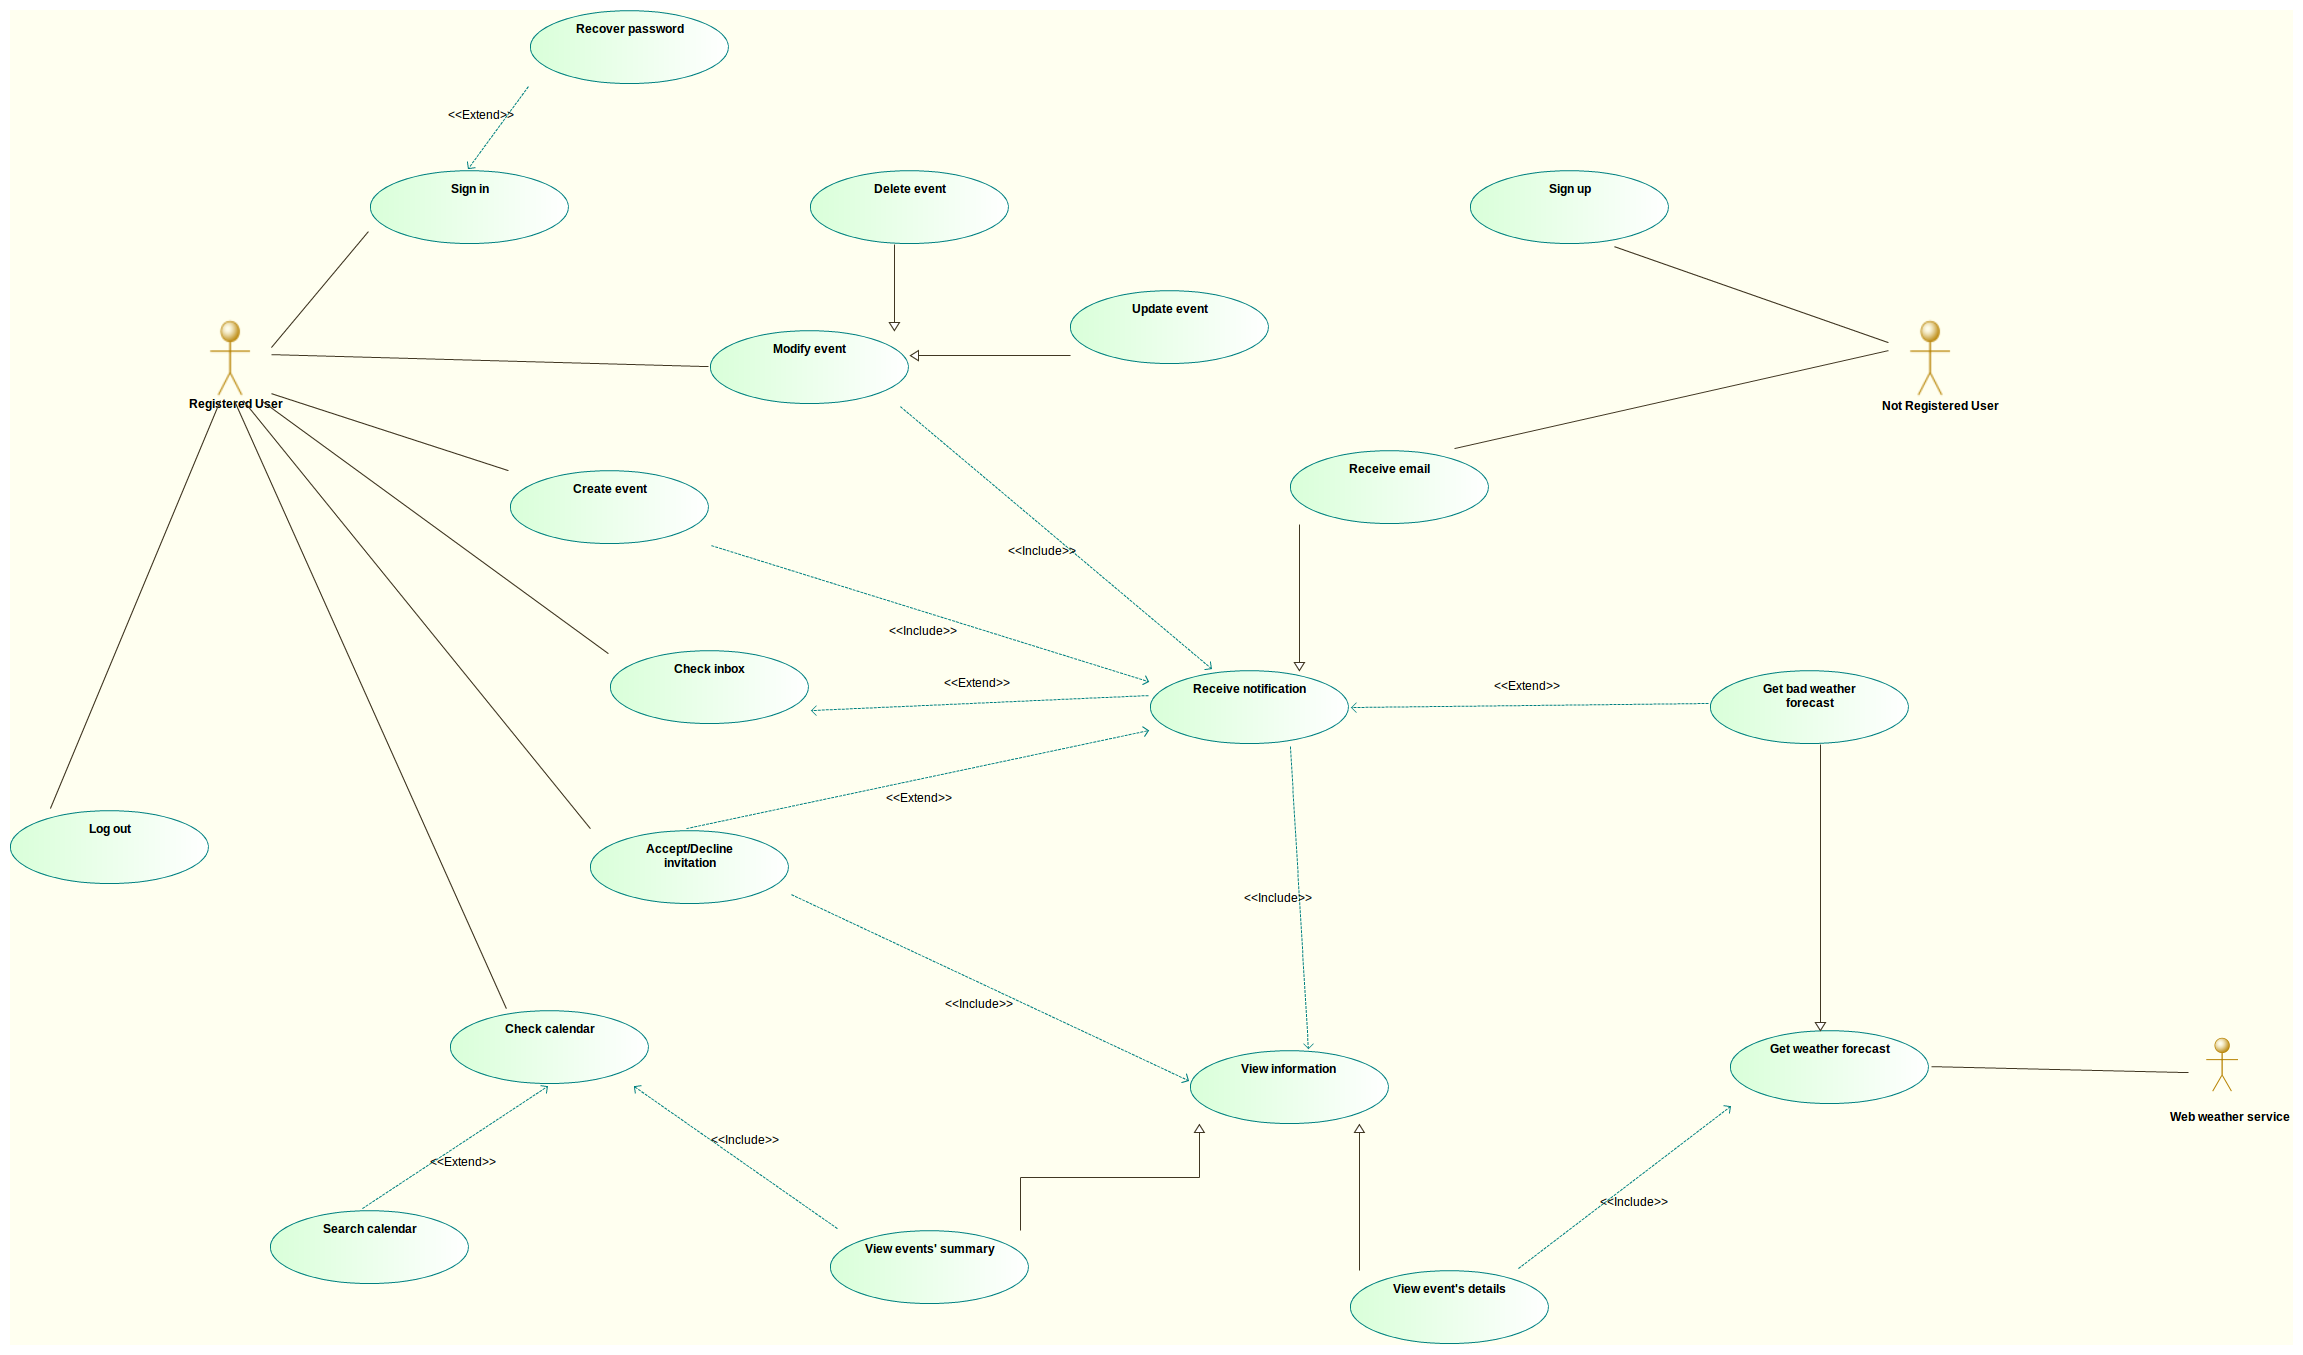 Recover password
<<Extend>>
Sign in
Delete event
Sign up
Update event
Modify event
Registered User
Not Registered User
Receive email
Create event
<<Include>>
<<Include>>
Check inbox
<<Extend>>
Receive notification
<<Extend>>
Get bad weather
forecast
<<Extend>>
Log out
Accept/Decline
invitation
<<Include>>
<<Include>>
Check calendar
View information
Get weather forecast
Web weather service
<<Include>>
<<Extend>>
<<Include>>
Search calendar
View events' summary
View event's details